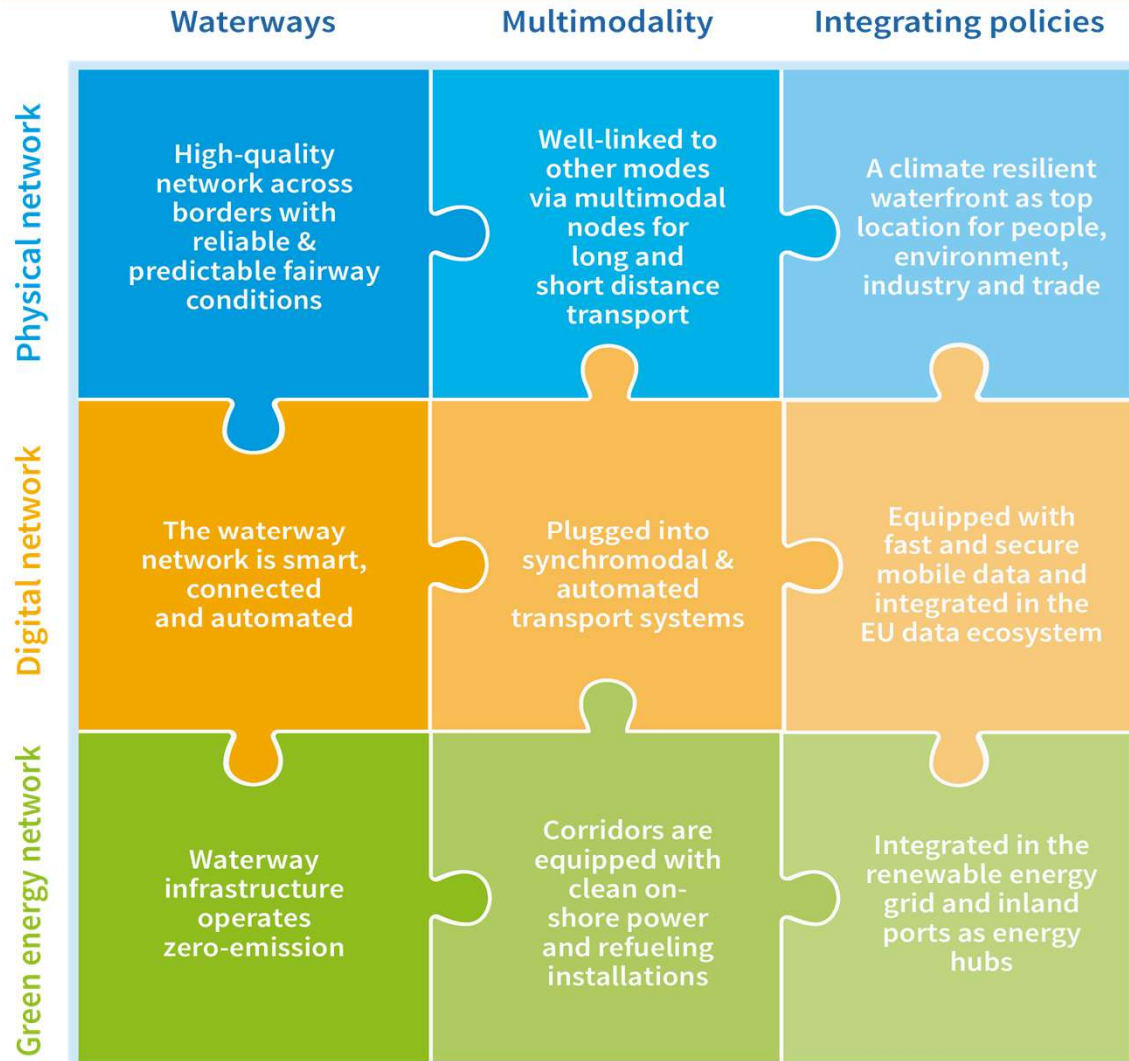 Waterways
Multimodality
Integrating policies
Physical network
High-quality
network across
borders with
reliable &
predictable fairway
conditions
Well-linked to
other modes
via multimodal
nodes for
long and
short distance
transport
A climate resilient
waterfront as top
location for people,
environment,
industry and trade
Digital network
The waterway
network is smart,
connected
and automated
Plugged into
synchromodal &
automated
transport systems
Equipped with
fast and secure
mobile data and
integrated in the
EU data ecosystem
Green energy network
Waterway
infrastructure
operates
zero-emission
Corridors are
equipped with
clean on-
shore power
and refueling
installations
Integrated in the
renewable energy
grid and inland
ports as energy
hubs